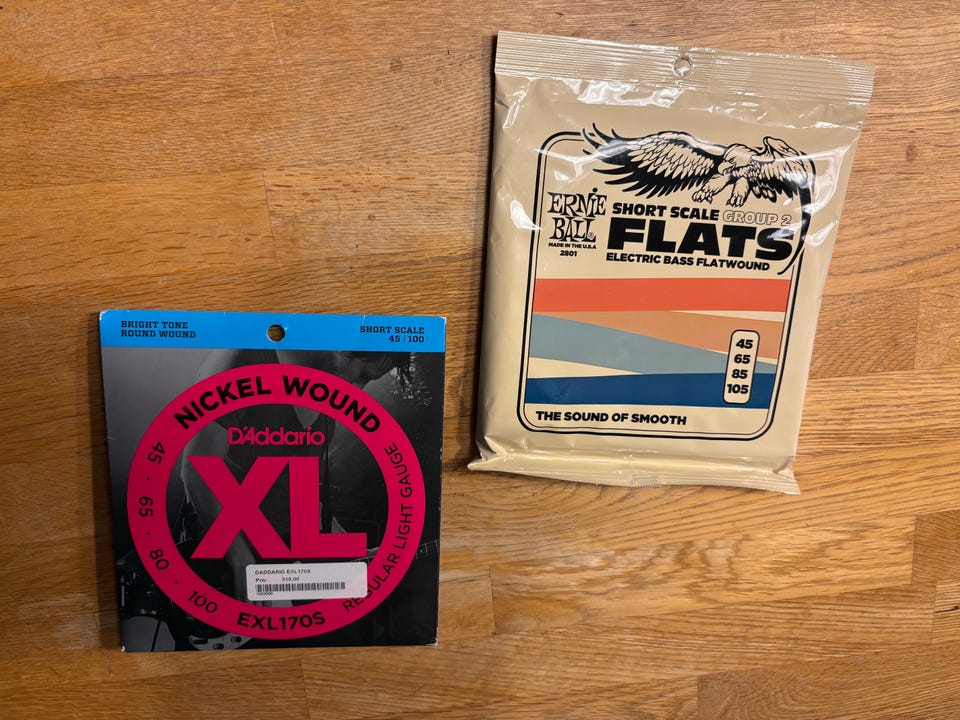 BRIGHT TONE
ROUND WOUND
SHORT SCALE
45 | 100
NICKEL WOUND
D'Addario
XL
45 · 65 · 80 · 100
REGULAR LIGHT GAUGE
DADDARIO EXL170S
Pris: 319,00
EXL170S
ERNIE
BALL®
MADE IN THE U.S.A
2801
SHORT SCALE GROUP 2
FLATS
ELECTRIC BASS FLATWOUND
45
65
85
105
THE SOUND OF SMOOTH